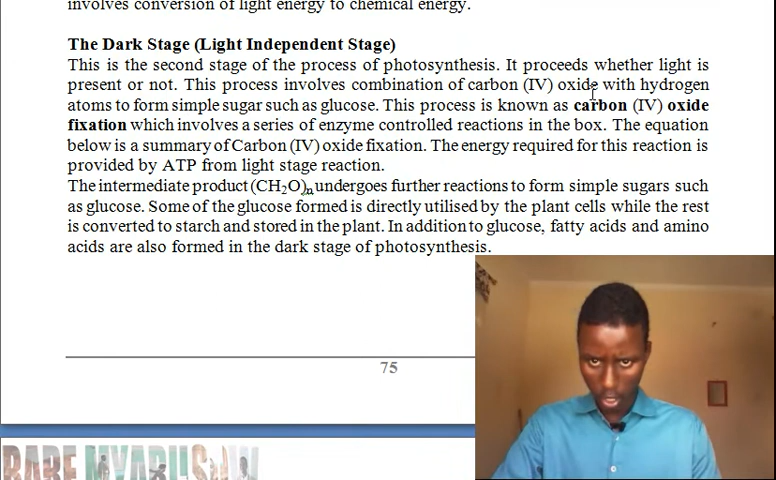 involves conversion of light energy to chemical energy.
The Dark Stage (Light Independent Stage)
This is the second stage of the process of photosynthesis. It proceeds whether light is
present or not. This process involves combination of carbon (IV) oxide with hydrogen
atoms to form simple sugar such as glucose. This process is known as carbon (IV) oxide
fixation which involves a series of enzyme controlled reactions in the box. The equation
below is a summary of Carbon (IV) oxide fixation. The energy required for this reaction is
provided by ATP from light stage reaction.
The intermediate product (CH₂O)ₙ undergoes further reactions to form simple sugars such
as glucose. Some of the glucose formed is directly utilised by the plant cells while the rest
is converted to starch and stored in the plant. In addition to glucose, fatty acids and amino
acids are also formed in the dark stage of photosynthesis.
75